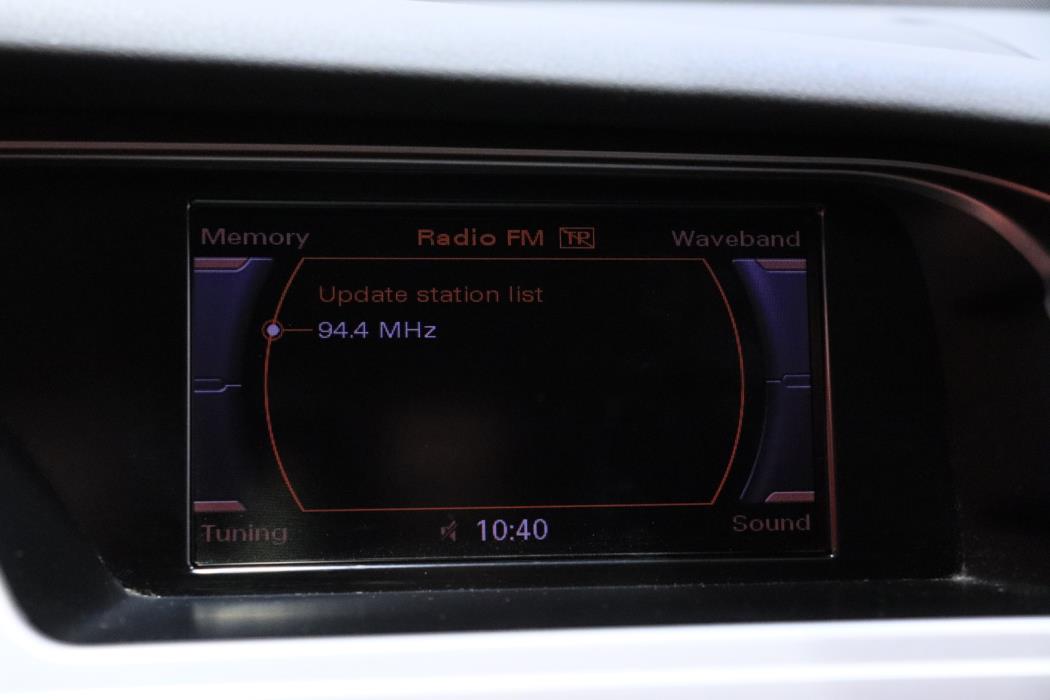 Memory Radio FM TP Waveband
Update station list
94.4 MHz
Tuning 10:40 Sound